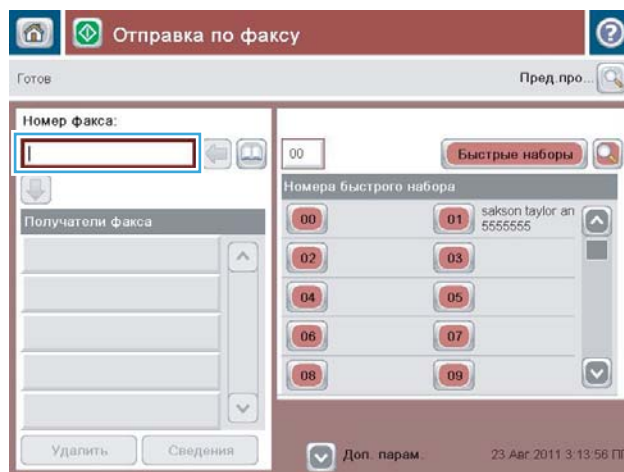 Отправка по факсу
Готов
Пред.про...
Номер факса:
00
Быстрые наборы
Номера быстрого набора
Получатели факса
00
01 sakson taylor an
5555555
02
03
04
05
06
07
08
09
Удалить
Сведения
Доп. парам.
23 Авг 2011 3:13:56 ПП